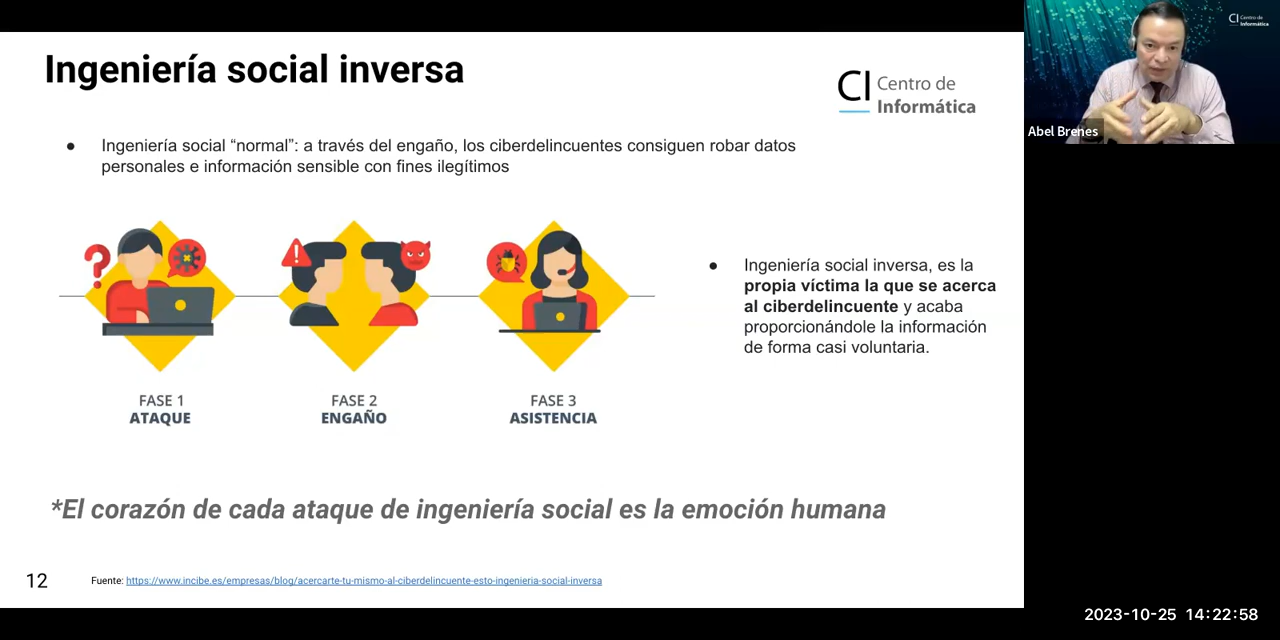 Ingeniería social inversa
CI Centro de
Informática
● Ingeniería social “normal”: a través del engaño, los ciberdelincuentes consiguen robar datos
personales e información sensible con fines ilegítimos
● Ingeniería social inversa, es la
propia víctima la que se acerca
al ciberdelincuente y acaba
proporcionándole la información
de forma casi voluntaria.
FASE 1
ATAQUE
FASE 2
ENGAÑO
FASE 3
ASISTENCIA
*El corazón de cada ataque de ingeniería social es la emoción humana
12
Fuente: https://www.incibe.es/empresas/blog/acercarte-tu-mismo-al-ciberdelincuente-esto-ingenieria-social-inversa
CI Centro de
Informática
Abel Brenes
2023-10-25 14:22:58